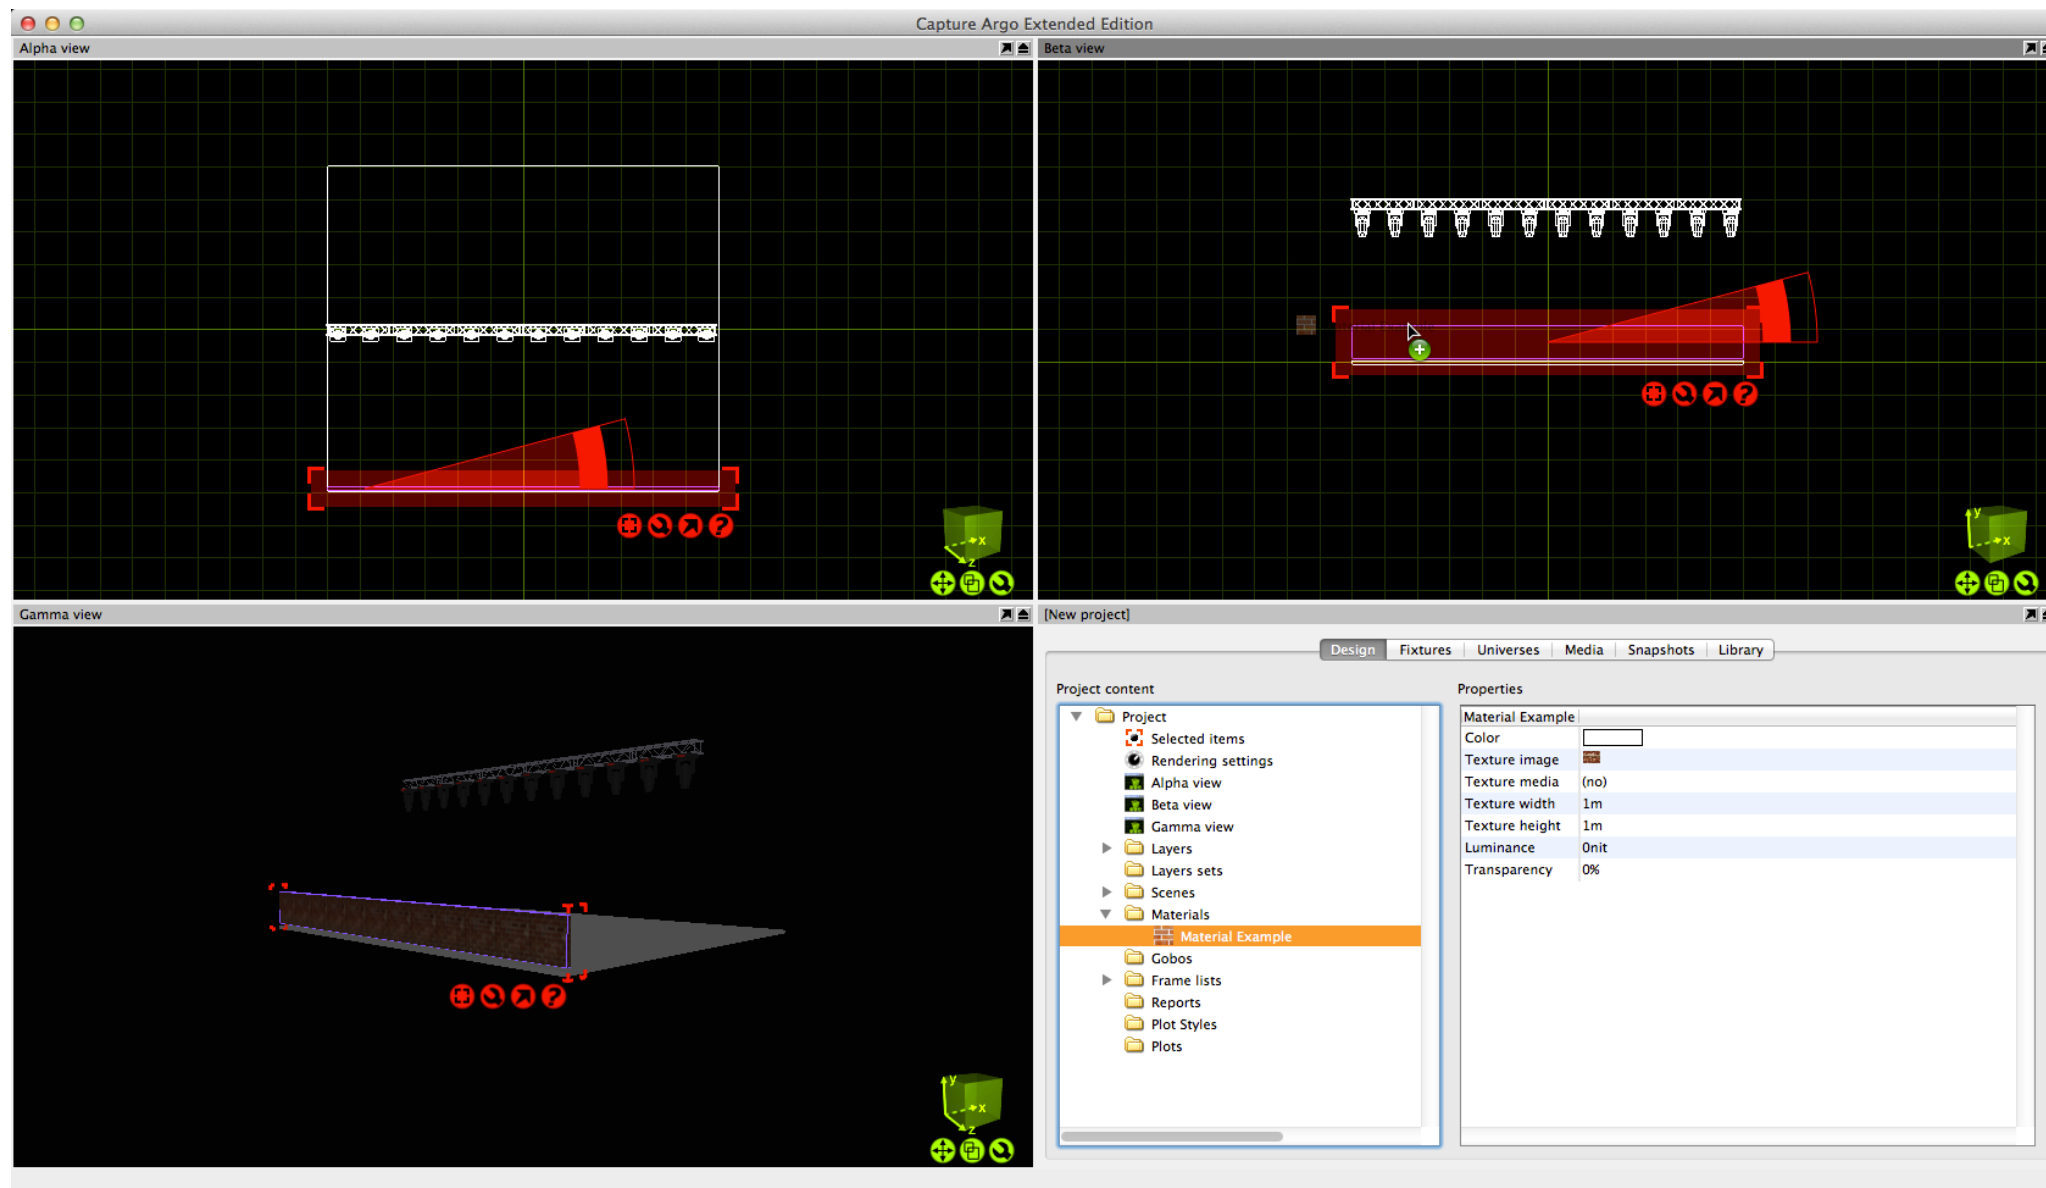 Capture Argo Extended Edition
Alpha view
Beta view
x
z
y
x
Gamma view
y
x
z
[New project]
Design Fixtures Universes Media Snapshots Library
Project content
Project
Selected items
Rendering settings
Alpha view
Beta view
Gamma view
Layers
Layers sets
Scenes
Materials
Material Example
Gobos
Frame lists
Reports
Plot Styles
Plots
Properties
Material Example
Color
Texture image
Texture media (no)
Texture width 1m
Texture height 1m
Luminance 0nit
Transparency 0%